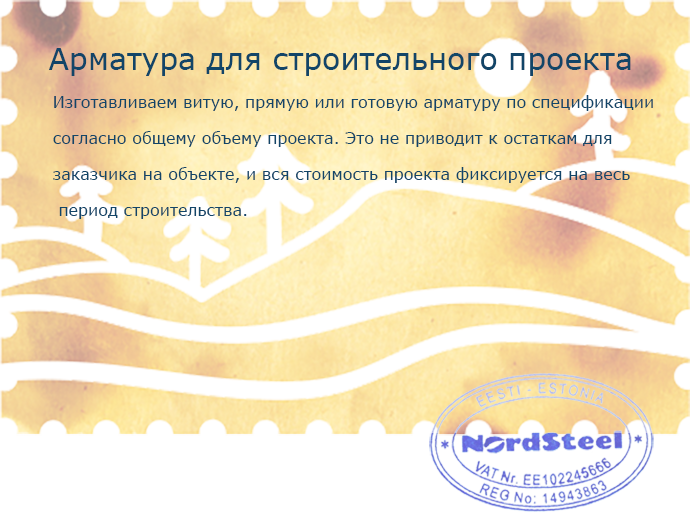 Арматура для строительного проекта
Изготавливаем витую, прямую или готовую арматуру по спецификации
согласно общему объему проекта. Это не приводит к остаткам для
заказчика на объекте, и вся стоимость проекта фиксируется на весь
период строительства.
EESTI - ESTONIA
* NordSteel *
VAT Nr. EE102245666
REG No: 14943863